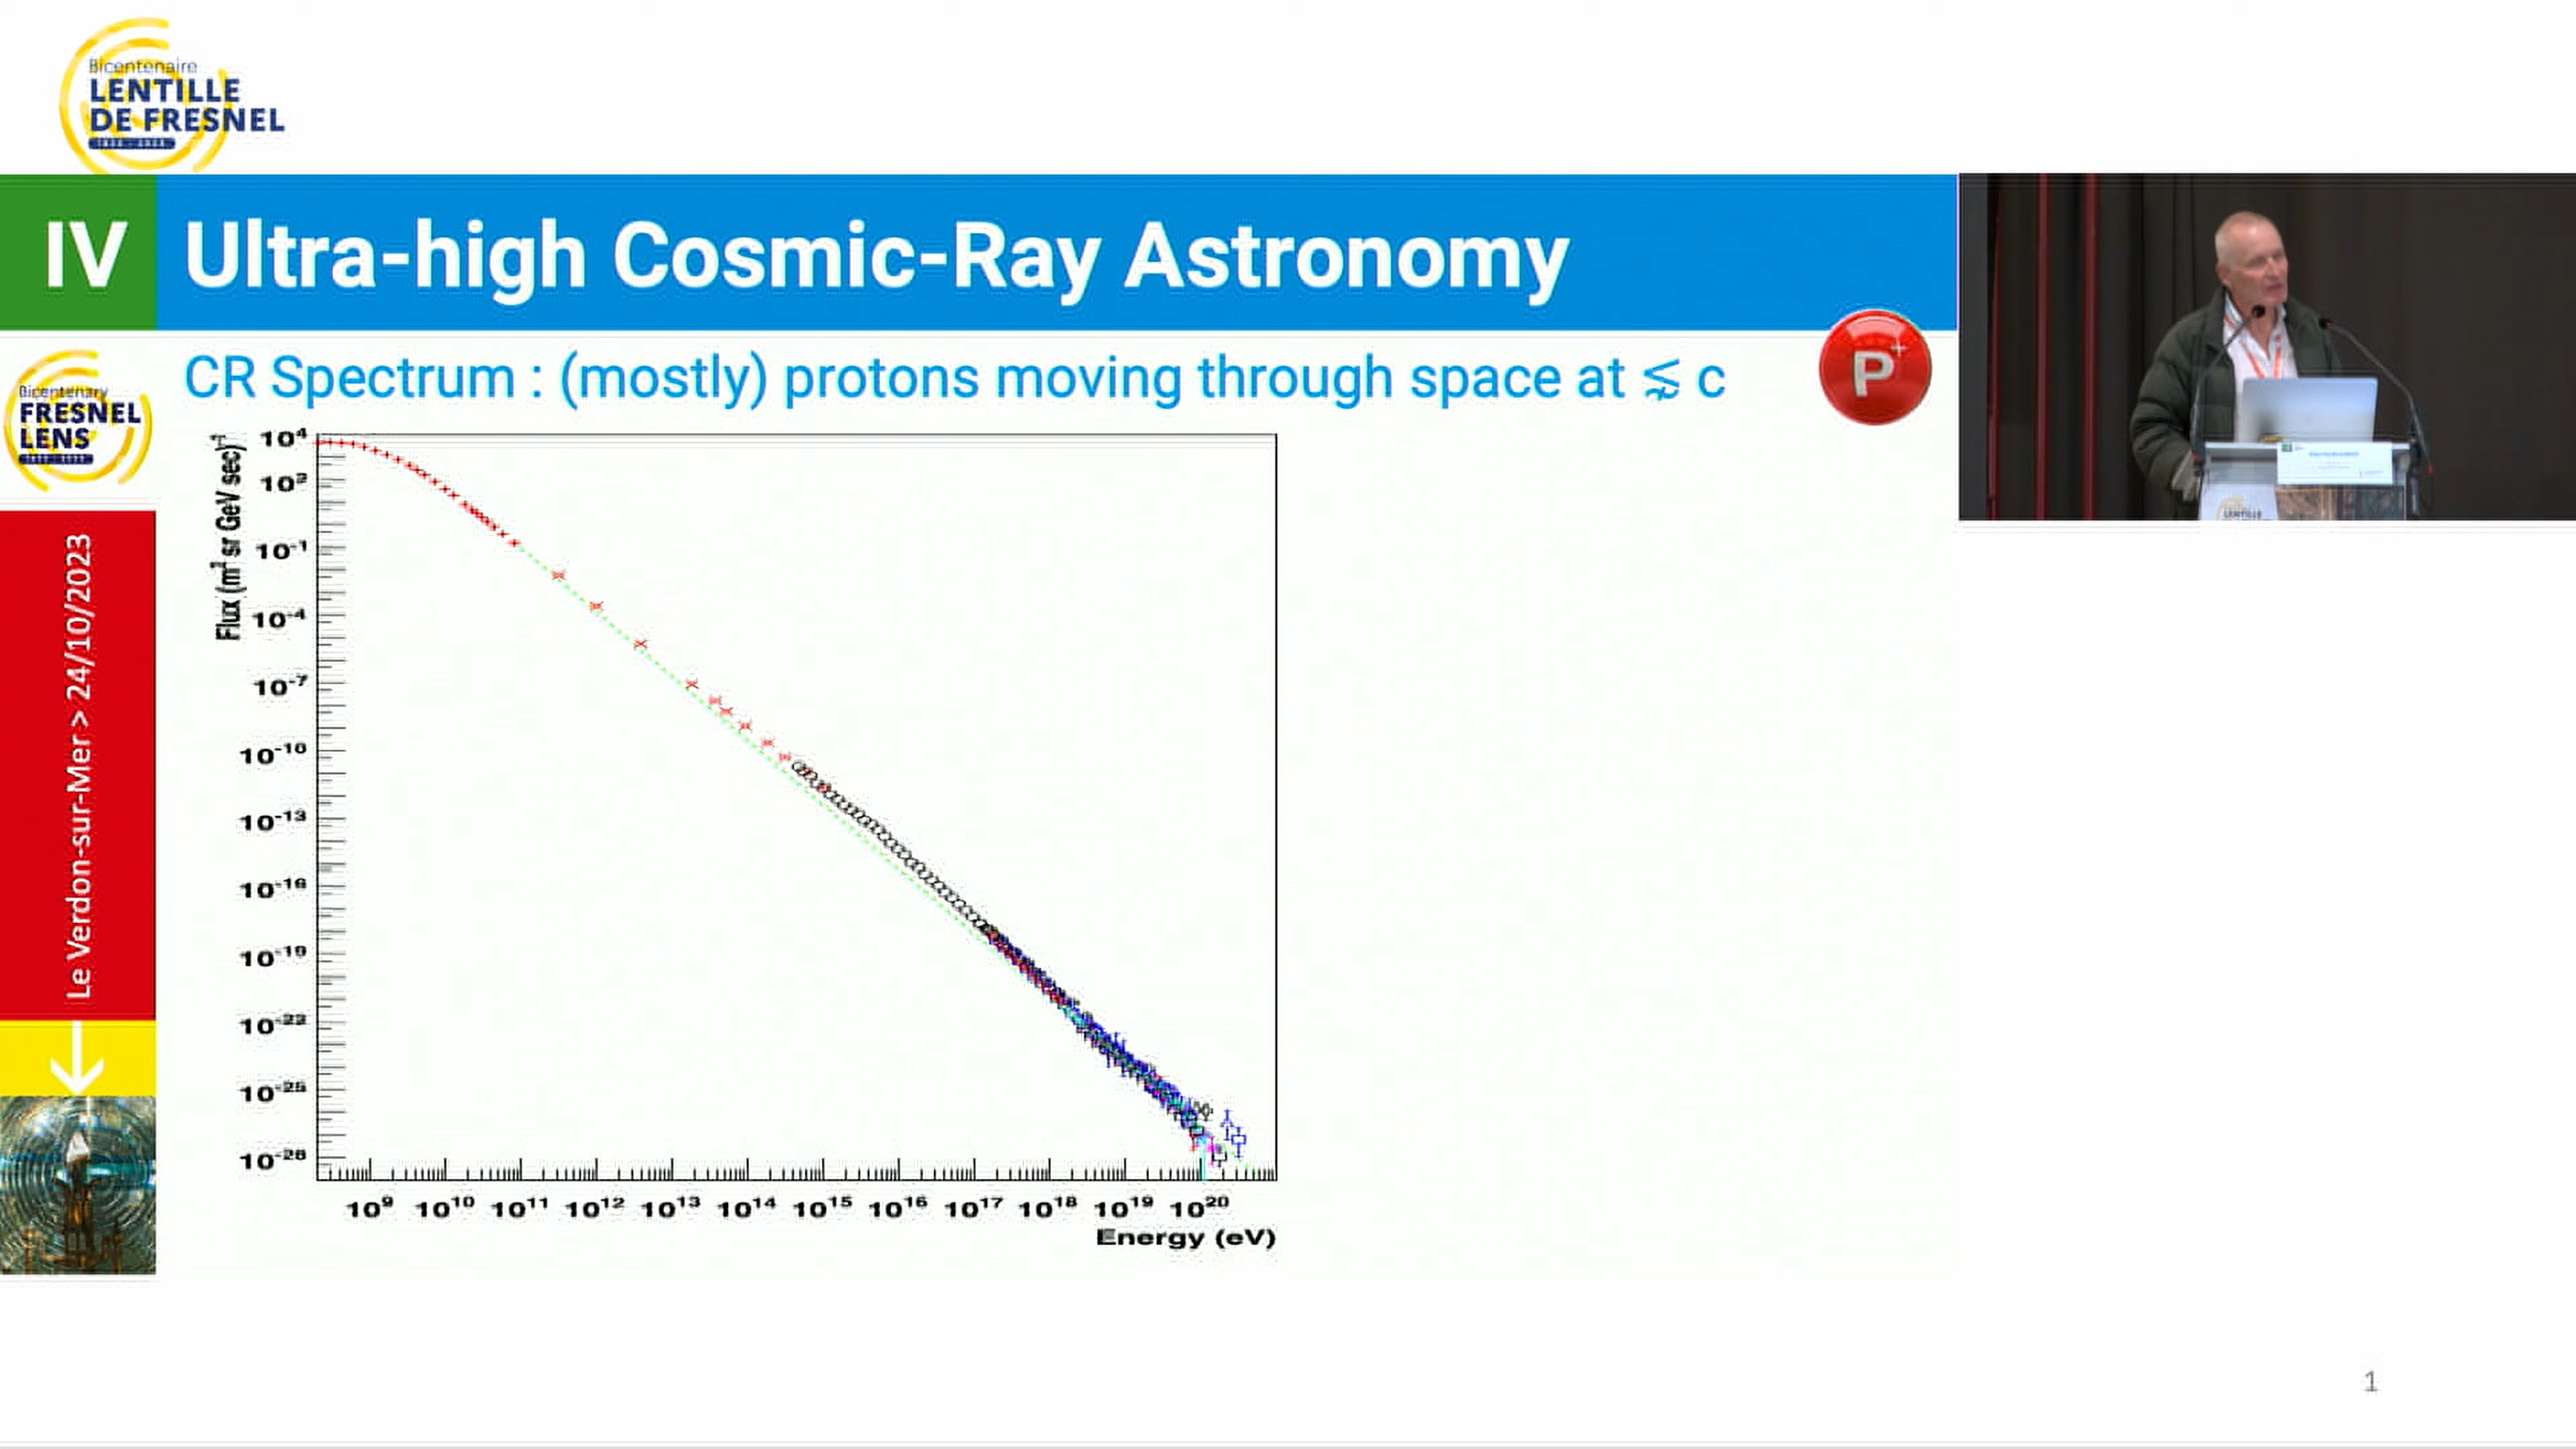 Bicentenaire
LENTILLE
DE FRESNEL
IV
Ultra-high Cosmic-Ray Astronomy
Bicentenary
FRESNEL
LENS
CR Spectrum : (mostly) protons moving through space at ⪅ c
P+
Le Verdon-sur-Mer > 24/10/2023
Flux (m² sr GeV sec)⁻¹
10⁴
10²
10⁻¹
10⁻⁴
10⁻⁷
10⁻¹⁰
10⁻¹³
10⁻¹⁶
10⁻¹⁹
10⁻²²
10⁻²⁵
10⁻²⁸
10⁹ 10¹⁰ 10¹¹ 10¹² 10¹³ 10¹⁴ 10¹⁵ 10¹⁶ 10¹⁷ 10¹⁸ 10¹⁹ 10²⁰
Energy (eV)
LENTILLE
1